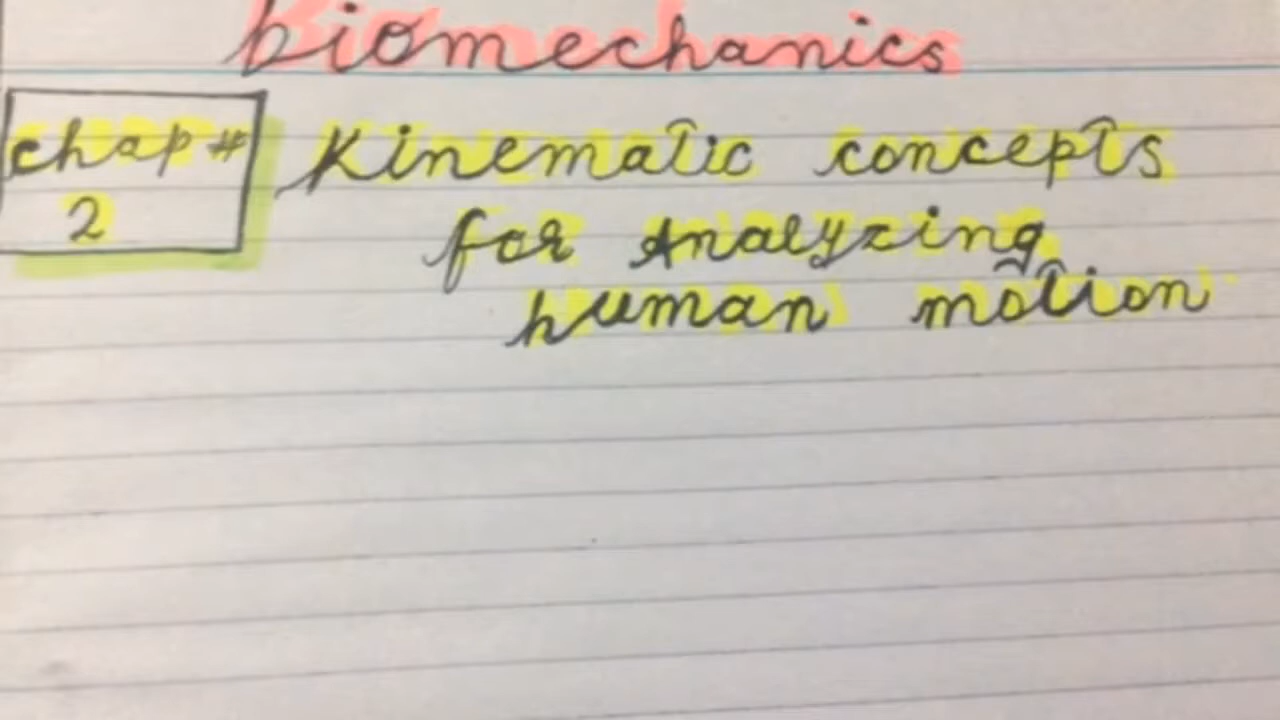 Biomechanics
chap #
2
Kinematic concepts
for Analyzing
human motion